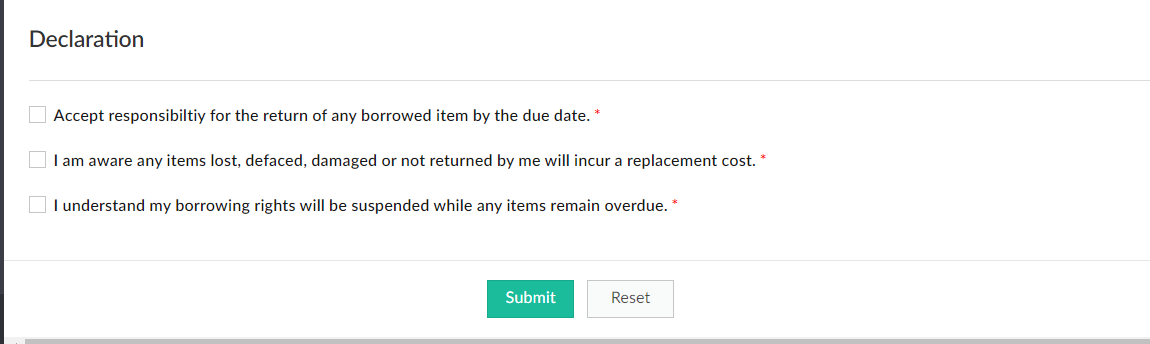 Declaration
Accept responsibiltiy for the return of any borrowed item by the due date. *
I am aware any items lost, defaced, damaged or not returned by me will incur a replacement cost. *
I understand my borrowing rights will be suspended while any items remain overdue. *
Submit Reset